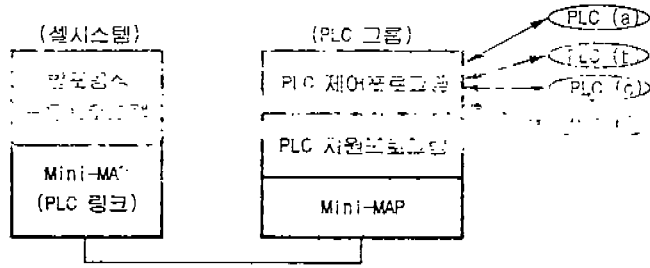 (셀시스템)
(PLC 그룹)
PLC (a)
PLC
PLC (c)
PLC 제어프로그램
PLC 지원프로그램
Mini-MAP
(PLC 링크)
Mini-MAP